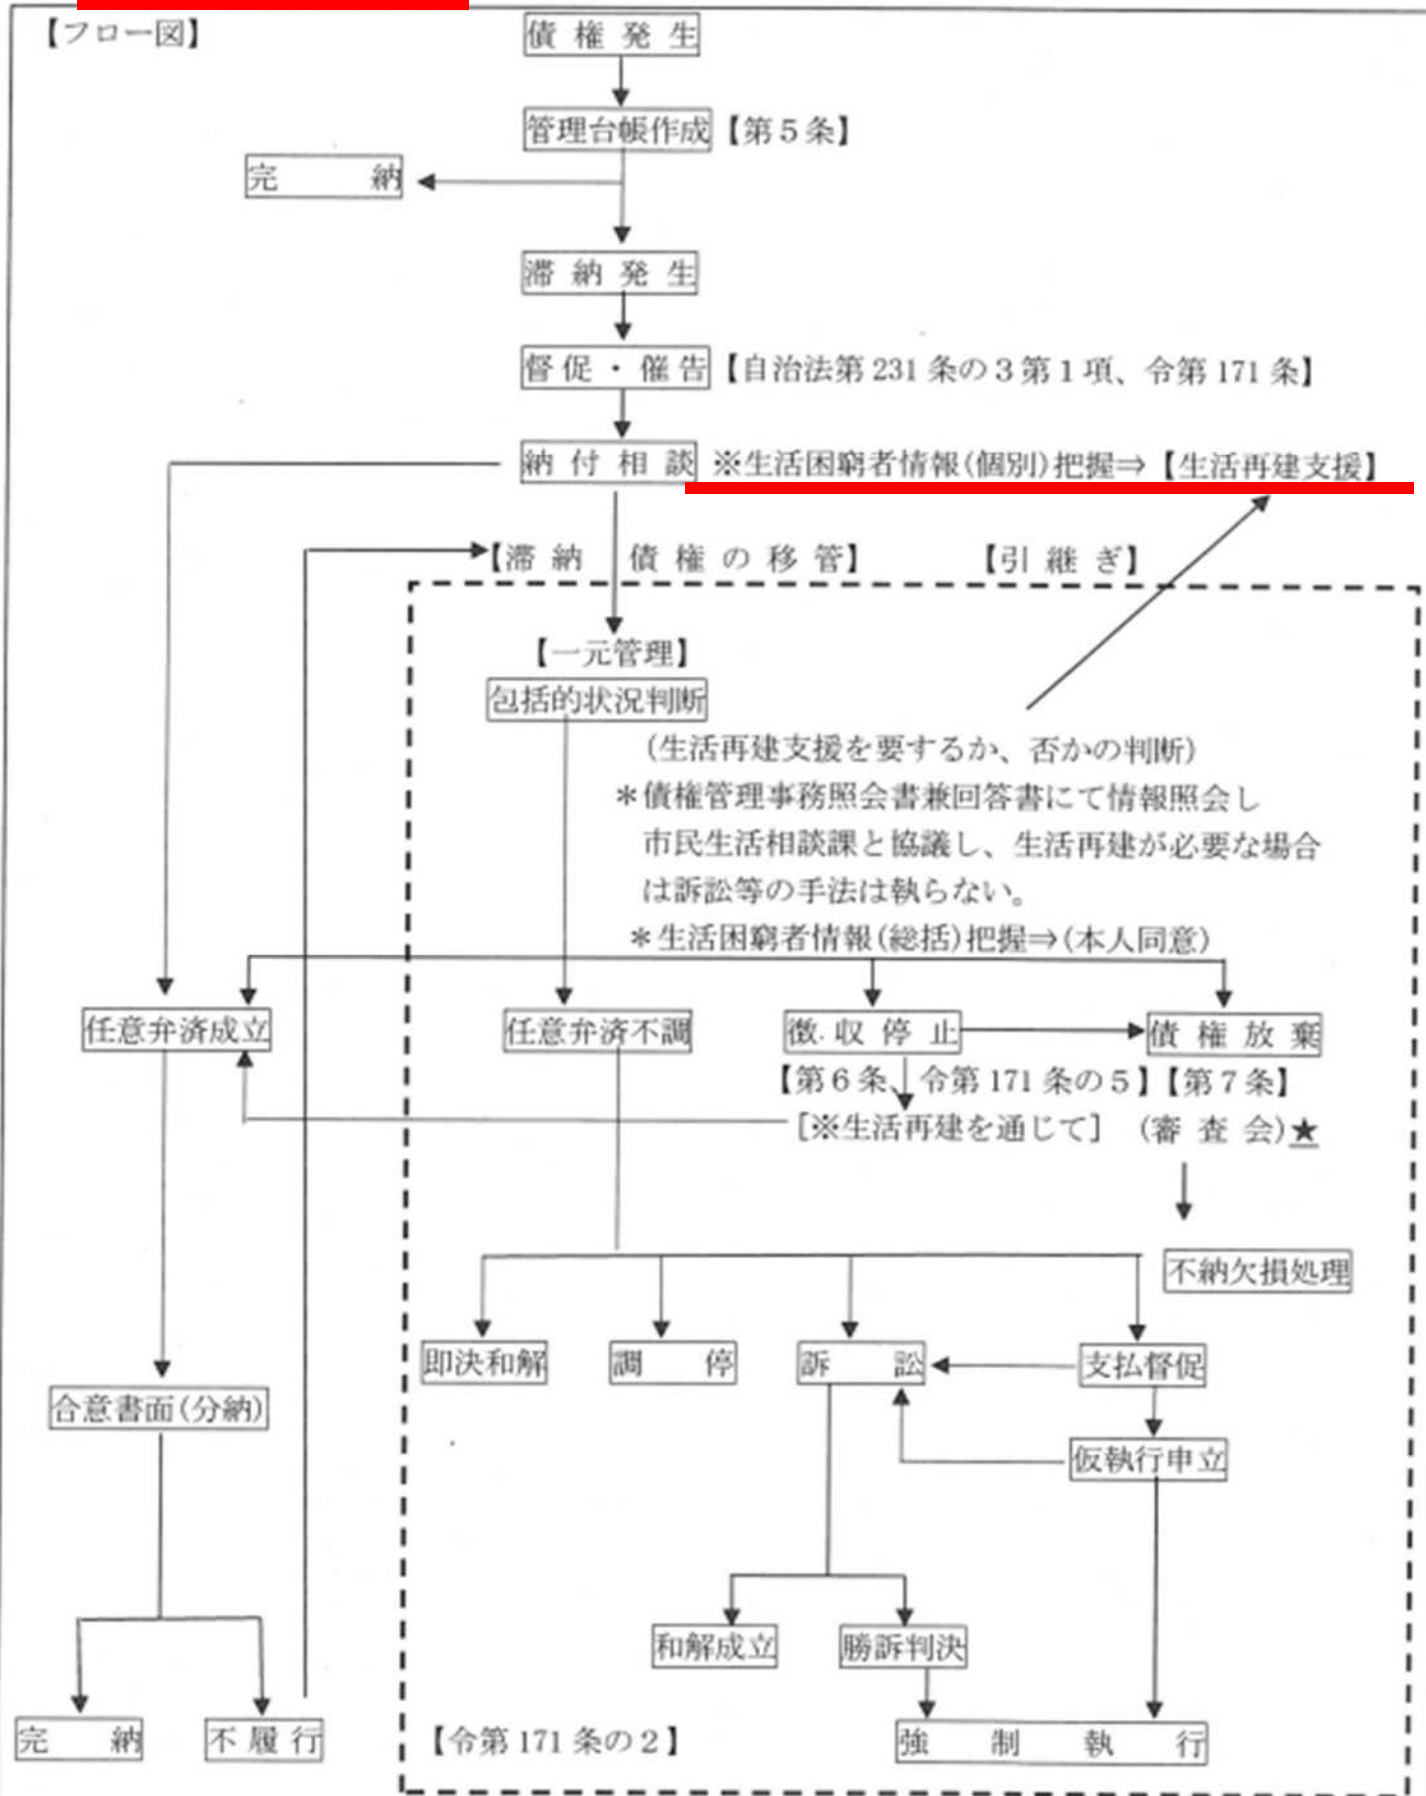 【フロー図】
債権発生
管理台帳作成【第5条】
完納
滞納発生
督促・催告【自治法第231条の3第1項、令第171条】
納付相談 ※生活困窮者情報(個別)把握⇒【生活再建支援】
【滞納 債権の移管】 【引継ぎ】
【一元管理】
包括的状況判断
(生活再建支援を要するか、否かの判断)
*債権管理事務照会書兼回答書にて情報照会し
市民生活相談課と協議し、生活再建が必要な場合
は訴訟等の手法は執らない。
*生活困窮者情報(総括)把握⇒(本人同意)
任意弁済成立 任意弁済不調 徴収停止 債権放棄
【第6条、令第171条の5】【第7条】
[※生活再建を通じて] (審査会)★
不納欠損処理
即決和解 調停 訴訟 支払督促
合意書面(分納)
仮執行申立
和解成立 勝訴判決
完納 不履行 【令第171条の2】 強制執行